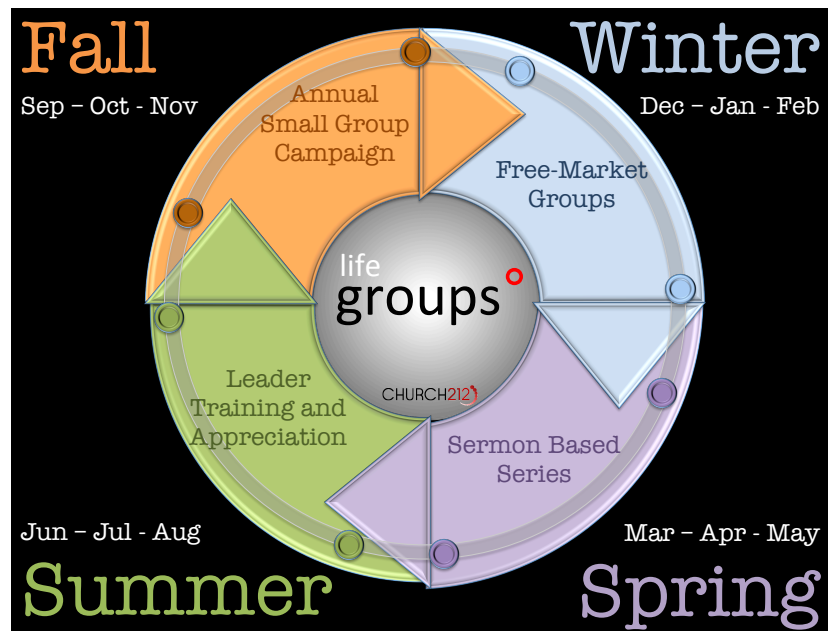 Fall
Sep – Oct - Nov
Winter
Dec – Jan - Feb
Annual
Small Group
Campaign
Free-Market
Groups
life
groups°
CHURCH212°
Leader
Training and
Appreciation
Sermon Based
Series
Jun – Jul - Aug
Summer
Mar – Apr - May
Spring